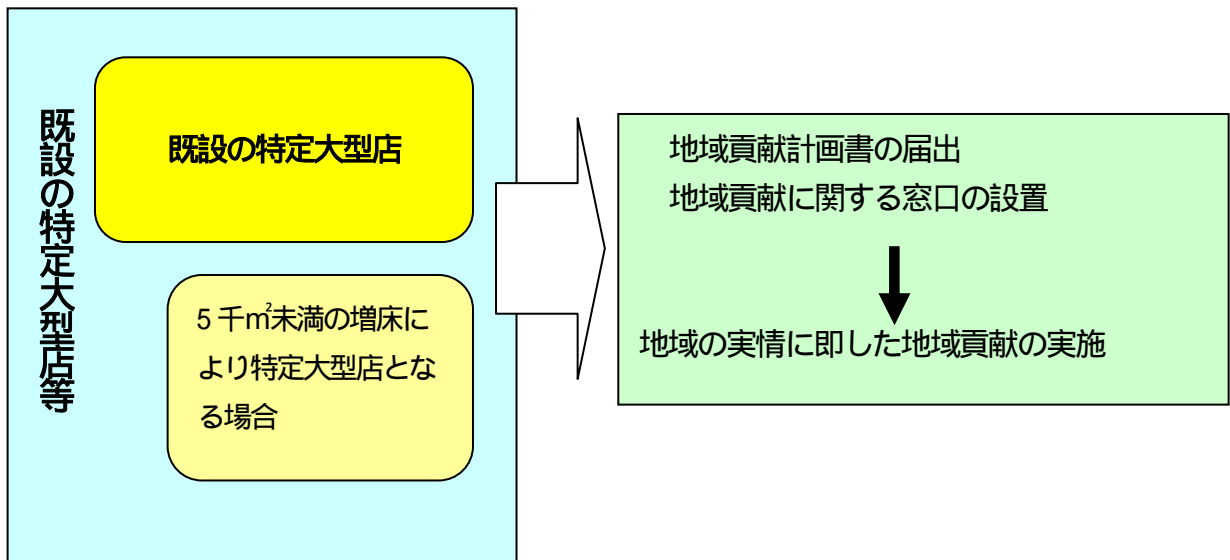 既設の特定大型店等
既設の特定大型店
5千㎡未満の増床に
より特定大型店とな
る場合
地域貢献計画書の届出
地域貢献に関する窓口の設置
地域の実情に即した地域貢献の実施